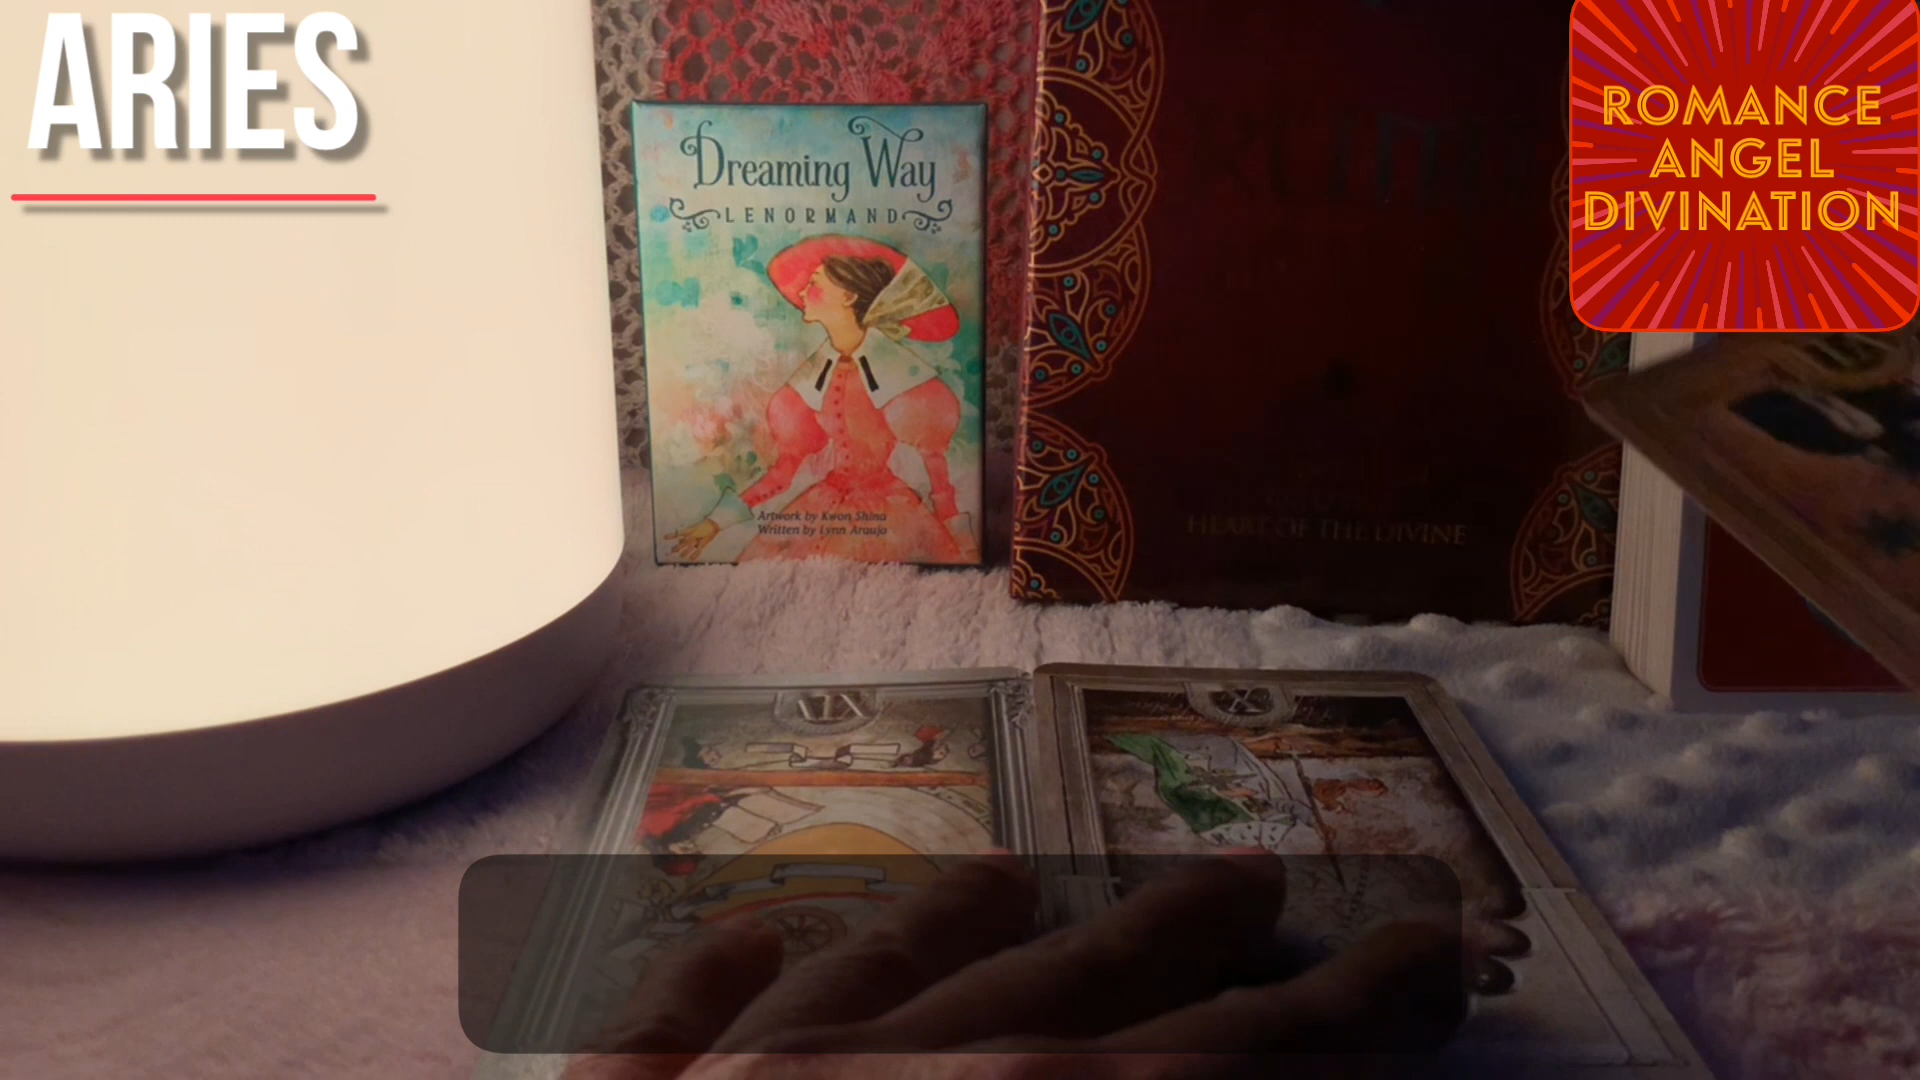 ARIES
ROMANCE
ANGEL
DIVINATION
Dreaming Way
LENORMAND
Artwork by Kwon Shina
Written by Lynn Araujo
HEART OF THE DIVINE
X